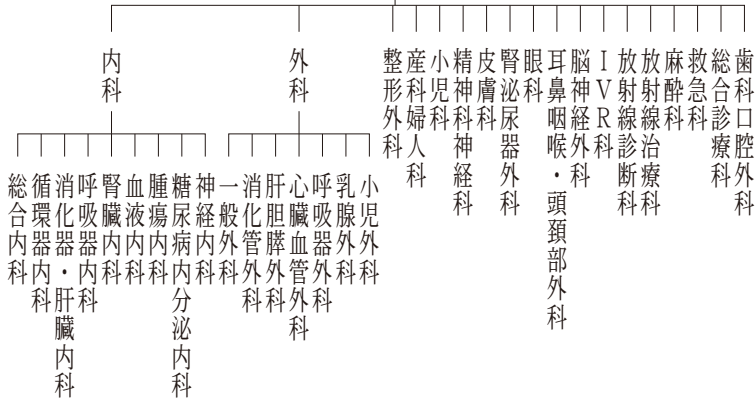 内科
外科
整形外科
産科婦人科
小児科
精神科神経科
皮膚科
腎泌尿器外科
眼科
耳鼻咽喉・頭頚部外科
脳神経外科
IVR科
放射線診断科
放射線治療科
麻酔科
救急科
総合診療科
歯科口腔外科
総合内科
循環器内科
消化器・肝臓内科
呼吸器内科
腎臓内科
血液内科
腫瘍内科
糖尿病内分泌内科
神経内科
一般外科
消化管外科
肝胆膵外科
心臓血管外科
呼吸器外科
乳腺外科
小児外科